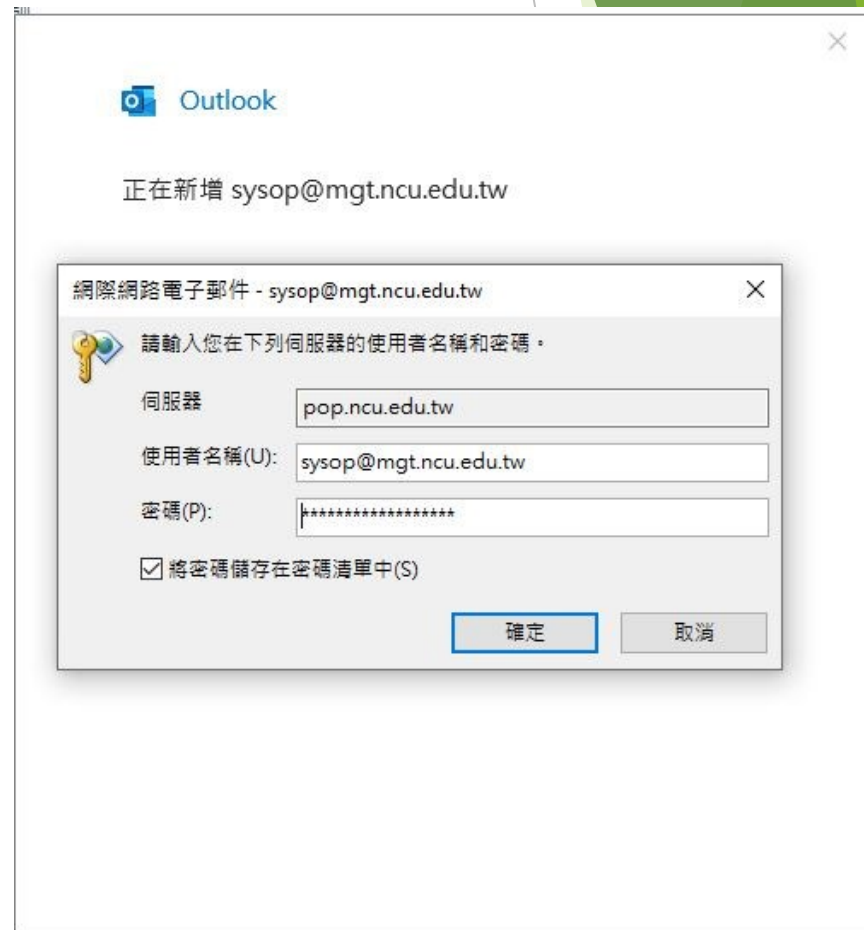 Outlook
正在新增 sysop@mgt.ncu.edu.tw
網際網路電子郵件 - sysop@mgt.ncu.edu.tw
請輸入您在下列伺服器的使用者名稱和密碼。
伺服器 pop.ncu.edu.tw
使用者名稱(U): sysop@mgt.ncu.edu.tw
密碼(P): ******************
將密碼儲存在密碼清單中(S)
確定 取消